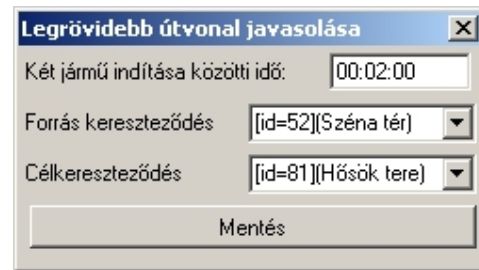 Legrövidebb útvonal javasolása
Két jármű indítása közötti idő: 00:02:00
Forrás kereszteződés [id=52](Széna tér)
Célkereszteződés [id=81](Hősök tere)
Mentés